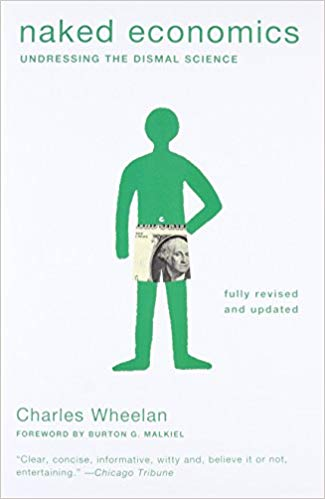 naked economics
UNDRESSING THE DISMAL SCIENCE
fully revised
and updated
Charles Wheelan
FOREWORD BY BURTON G. MALKIEL
"Clear, concise, informative, witty and, believe it or not,
entertaining." —Chicago Tribune